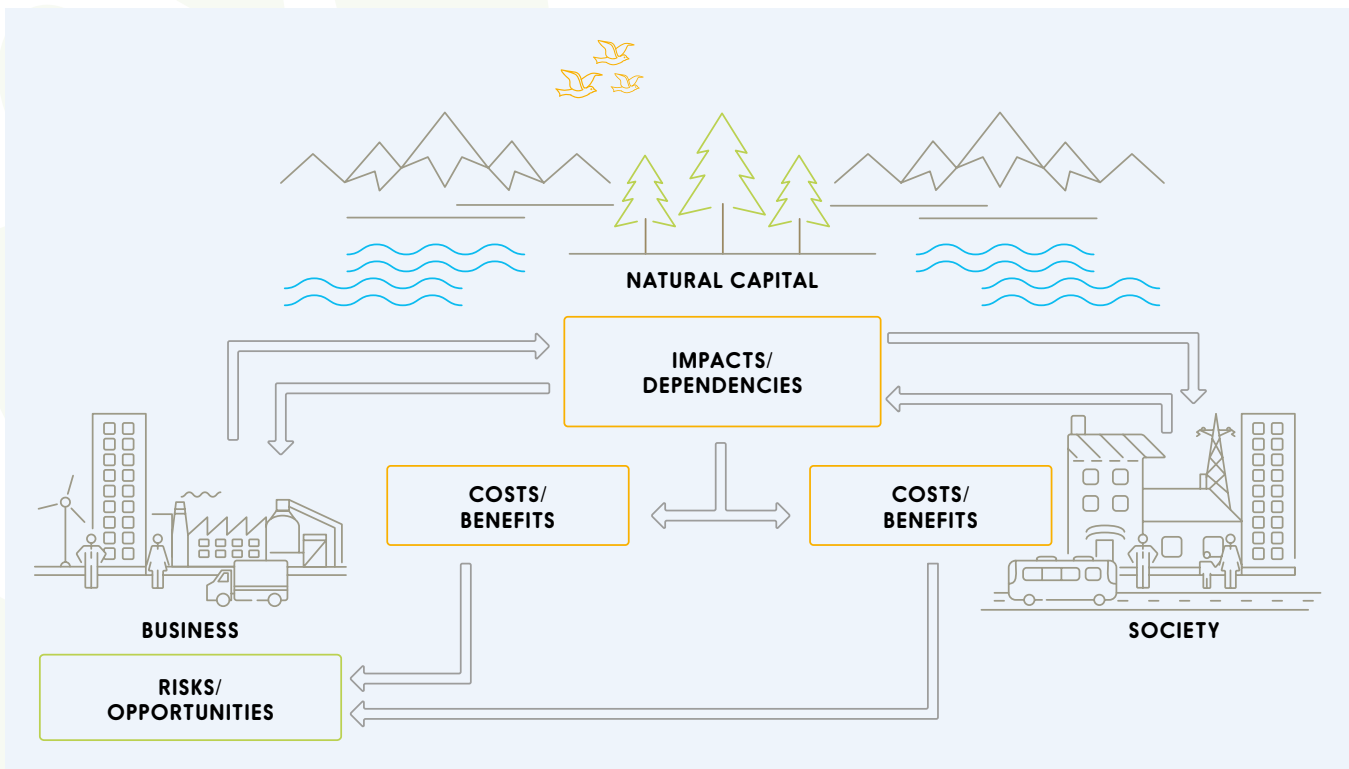 NATURAL CAPITAL
IMPACTS/
DEPENDENCIES
COSTS/
BENEFITS
COSTS/
BENEFITS
BUSINESS
SOCIETY
RISKS/
OPPORTUNITIES